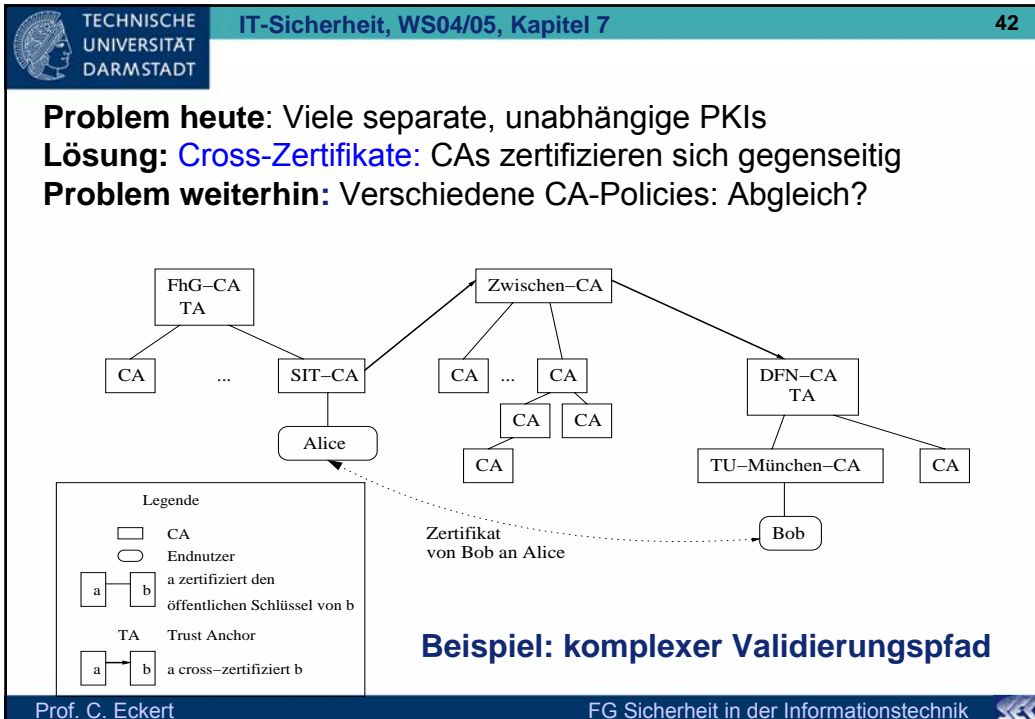 TECHNISCHE
UNIVERSITÄT
DARMSTADT
IT-Sicherheit, WS04/05, Kapitel 7
42
Problem heute: Viele separate, unabhängige PKIs
Lösung: Cross-Zertifikate: CAs zertifizieren sich gegenseitig
Problem weiterhin: Verschiedene CA-Policies: Abgleich?
FhG−CA
TA
Zwischen−CA
CA
...
SIT−CA
CA
...
CA
DFN−CA
TA
CA
CA
Alice
CA
TU−München−CA
CA
Zertifikat
von Bob an Alice
Bob
Legende
CA
Endnutzer
a
b
a zertifiziert den
öffentlichen Schlüssel von b
TA Trust Anchor
a
b
a cross−zertifiziert b
Beispiel: komplexer Validierungspfad
Prof. C. Eckert
FG Sicherheit in der Informationstechnik